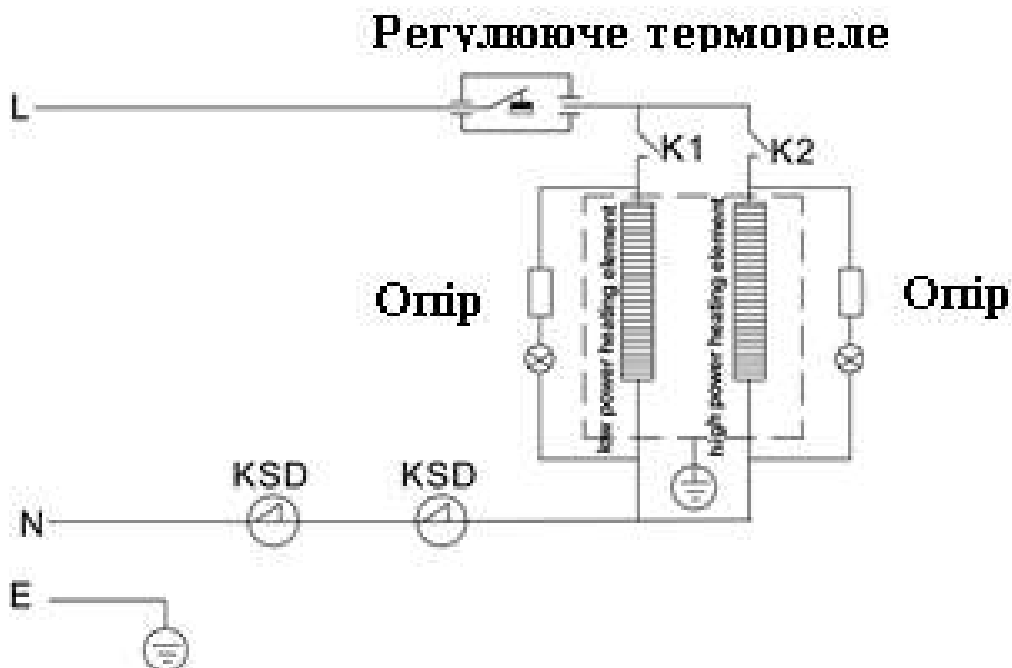 Регулююче термореле
L
K1
K2
low power heating element
high power heating element
Опір
Опір
KSD
KSD
N
E